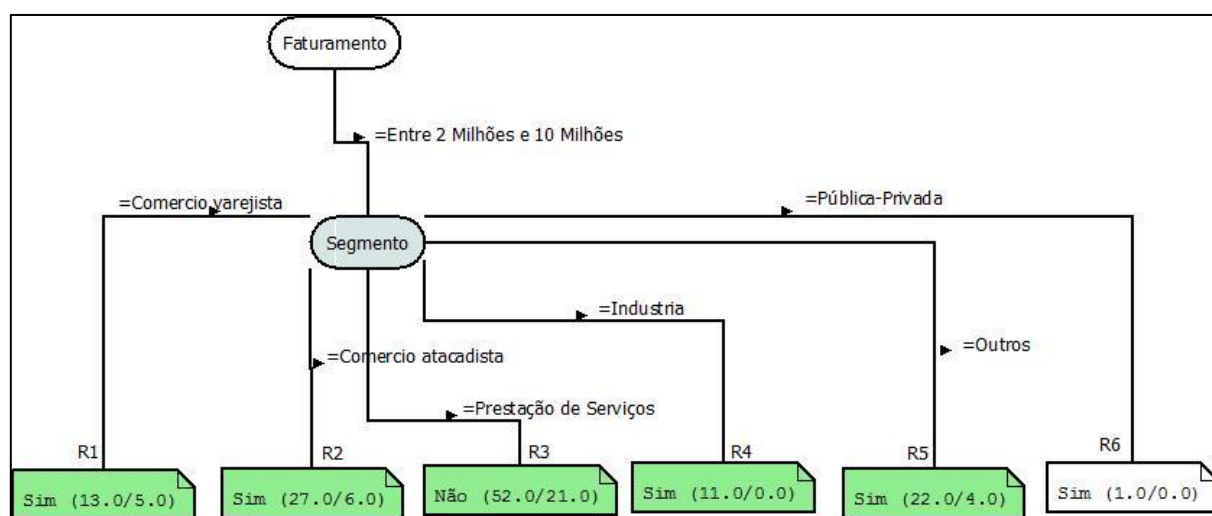 Faturamento
=Entre 2 Milhões e 10 Milhões
=Comercio varejista
=Pública-Privada
Segmento
=Industria
=Comercio atacadista
=Outros
=Prestação de Serviços
R1
R2
R3
R4
R5
R6
Sim (13.0/5.0)
Sim (27.0/6.0)
Não (52.0/21.0)
Sim (11.0/0.0)
Sim (22.0/4.0)
Sim (1.0/0.0)